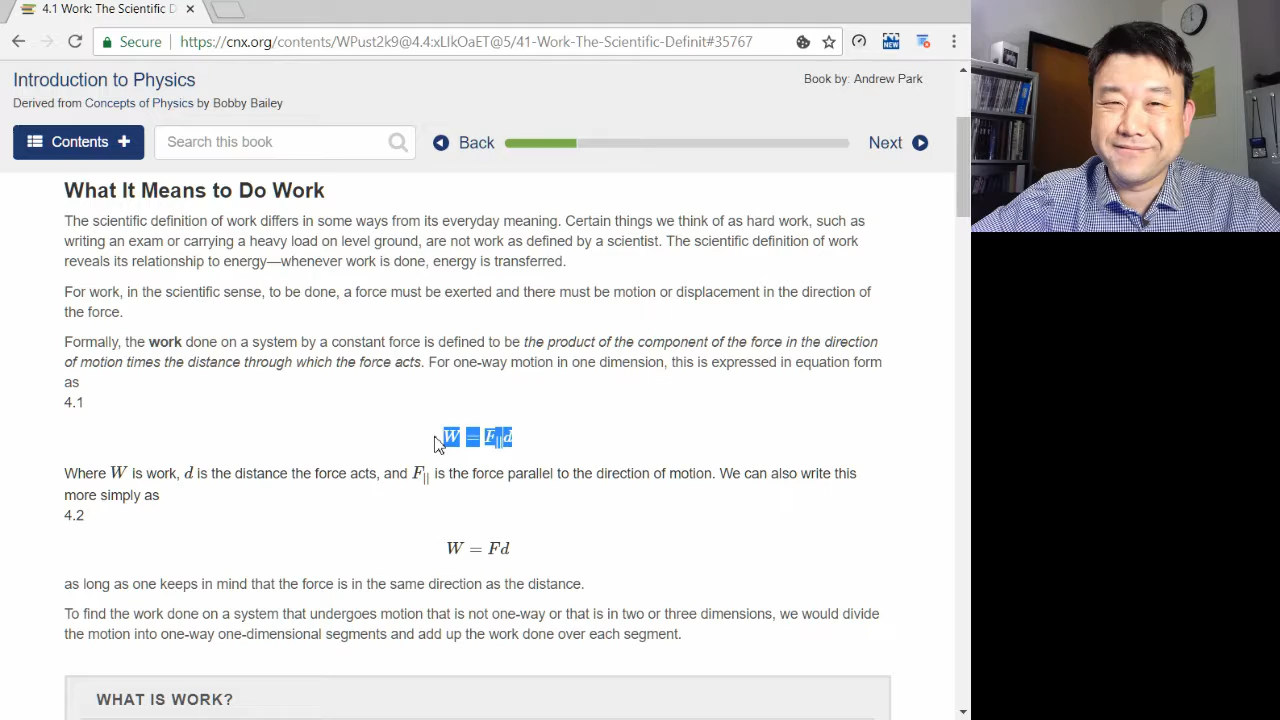 4.1 Work: The Scientific D
Secure
https://cnx.org/contents/WPust2k9@4.4:xLIkOaET@5/41-Work-The-Scientific-Definit#35767
NEW
Introduction to Physics
Book by: Andrew Park
Derived from Concepts of Physics by Bobby Bailey
Contents +
Search this book
Back
Next
What It Means to Do Work
The scientific definition of work differs in some ways from its everyday meaning. Certain things we think of as hard work, such as
writing an exam or carrying a heavy load on level ground, are not work as defined by a scientist. The scientific definition of work
reveals its relationship to energy—whenever work is done, energy is transferred.
For work, in the scientific sense, to be done, a force must be exerted and there must be motion or displacement in the direction of
the force.
Formally, the work done on a system by a constant force is defined to be the product of the component of the force in the direction
of motion times the distance through which the force acts. For one-way motion in one dimension, this is expressed in equation form
as
4.1
W = F||d
Where W is work, d is the distance the force acts, and F|| is the force parallel to the direction of motion. We can also write this
more simply as
4.2
W = Fd
as long as one keeps in mind that the force is in the same direction as the distance.
To find the work done on a system that undergoes motion that is not one-way or that is in two or three dimensions, we would divide
the motion into one-way one-dimensional segments and add up the work done over each segment.
WHAT IS WORK?